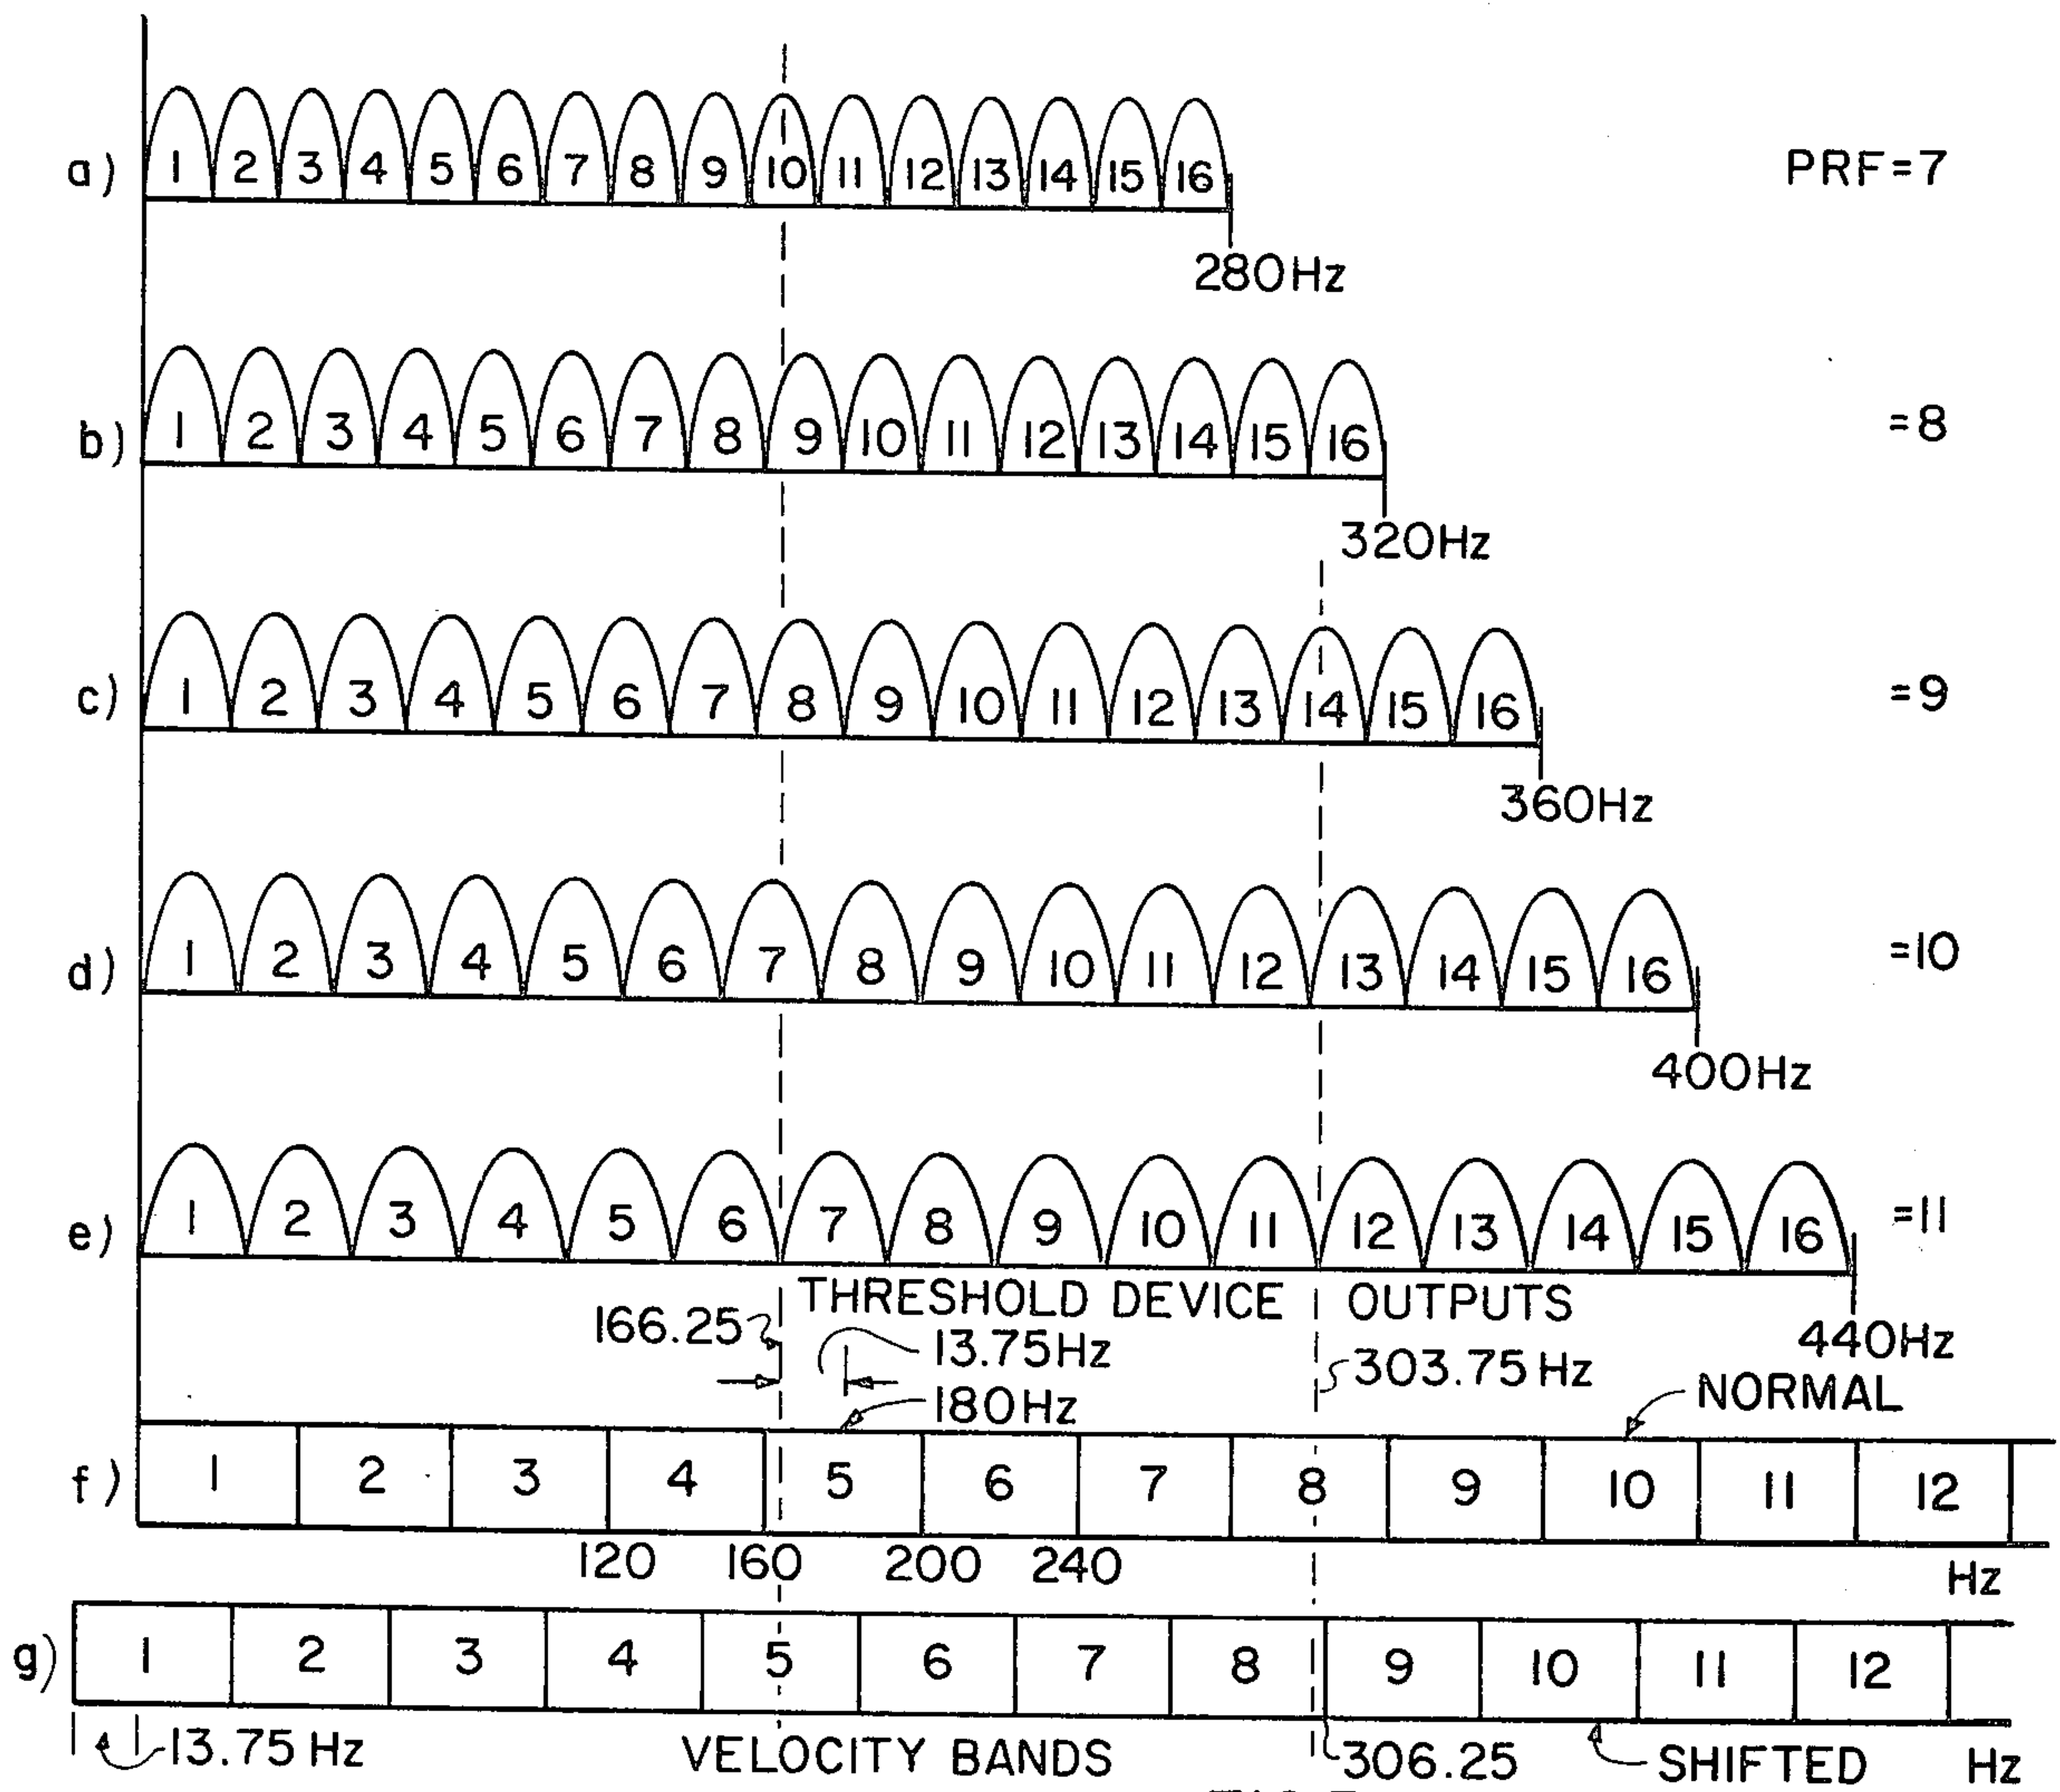 a) 1 2 3 4 5 6 7 8 9 10 11 12 13 14 15 16 PRF=7
280Hz
b) 1 2 3 4 5 6 7 8 9 10 11 12 13 14 15 16 =8
320Hz
c) 1 2 3 4 5 6 7 8 9 10 11 12 13 14 15 16 =9
360Hz
d) 1 2 3 4 5 6 7 8 9 10 11 12 13 14 15 16 =10
400Hz
e) 1 2 3 4 5 6 7 8 9 10 11 12 13 14 15 16 =11
THRESHOLD DEVICE OUTPUTS
166.25 13.75Hz 440Hz
303.75 Hz
180Hz NORMAL
f) 1 2 3 4 5 6 7 8 9 10 11 12
120 160 200 240 Hz
g) 1 2 3 4 5 6 7 8 9 10 11 12
13.75 Hz VELOCITY BANDS 306.25 SHIFTED Hz